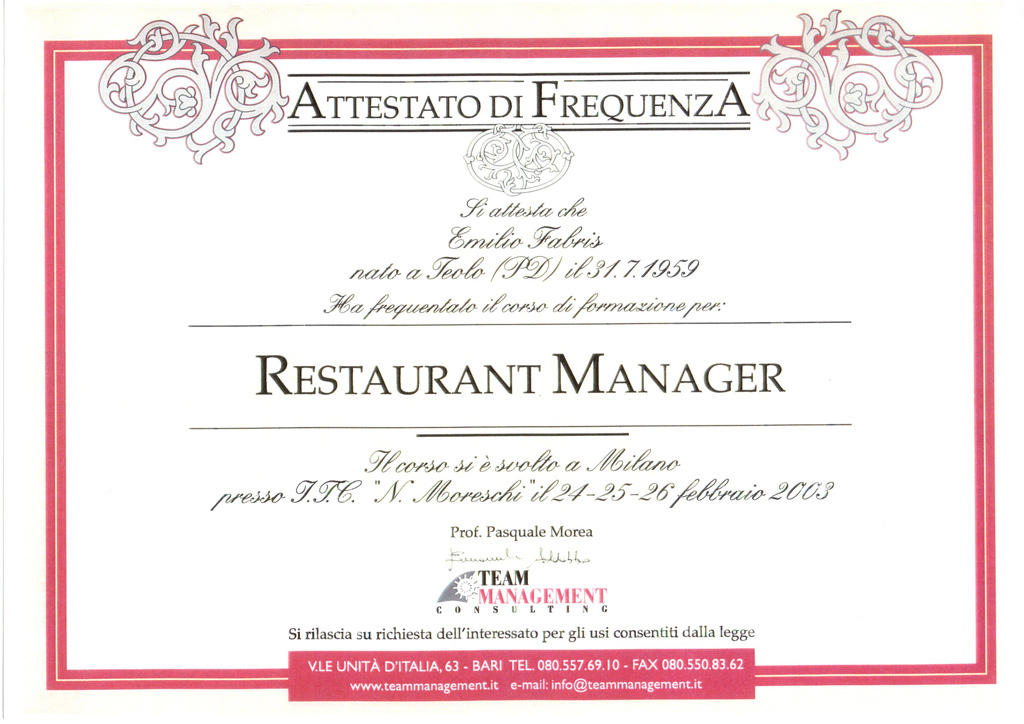 ATTESTATO DI FREQUENZA
Si attesta che
Emilio Fabris
nato a Teolo (PD) il 31.7.1959
Ha frequentato il corso di formazione per:
RESTAURANT MANAGER
Il corso si è svolto a Milano
presso I.T.C. "N. Moreschi" il 24-25-26 febbraio 2003
Prof. Pasquale Morea
TEAM
MANAGEMENT
CONSULTING
Si rilascia su richiesta dell'interessato per gli usi consentiti dalla legge
V.LE UNITÀ D'ITALIA, 63 - BARI TEL. 080.557.69.10 - FAX 080.550.83.62
www.teammanagement.it e-mail: info@teammanagement.it